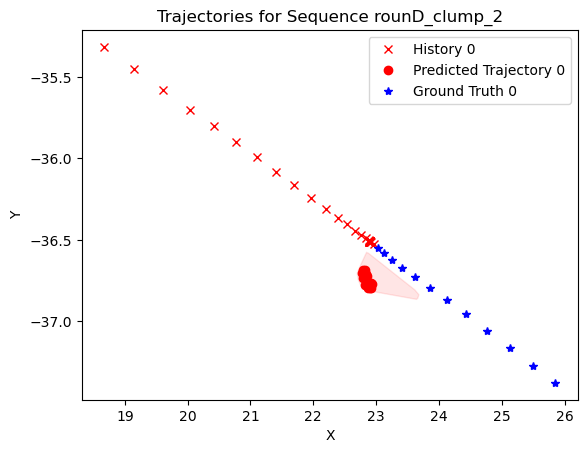 Trajectories for Sequence rounD_clump_2
History 0
Predicted Trajectory 0
Ground Truth 0
Y
−35.5
−36.0
−36.5
−37.0
19 20 21 22 23 24 25 26
X